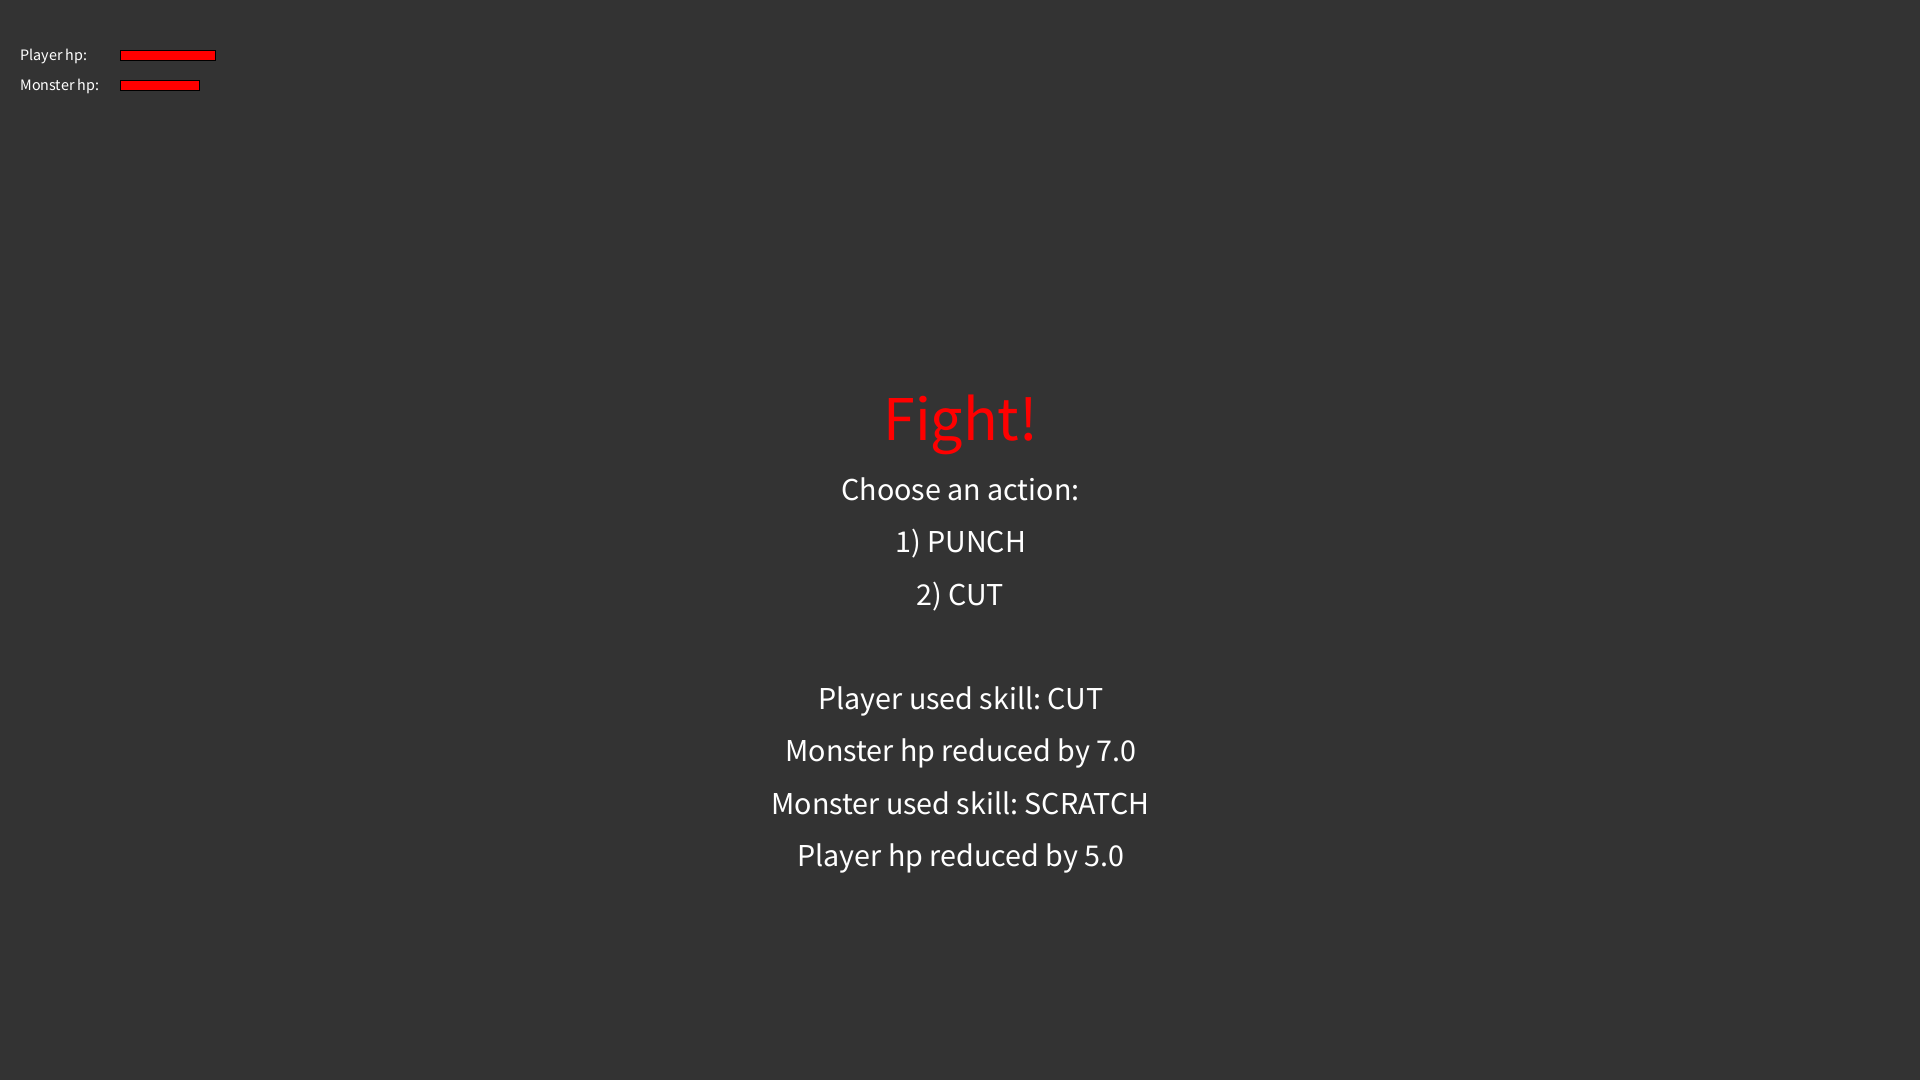 Player hp:
Monster hp:
Fight!
Choose an action:
1) PUNCH
2) CUT
Player used skill: CUT
Monster hp reduced by 7.0
Monster used skill: SCRATCH
Player hp reduced by 5.0